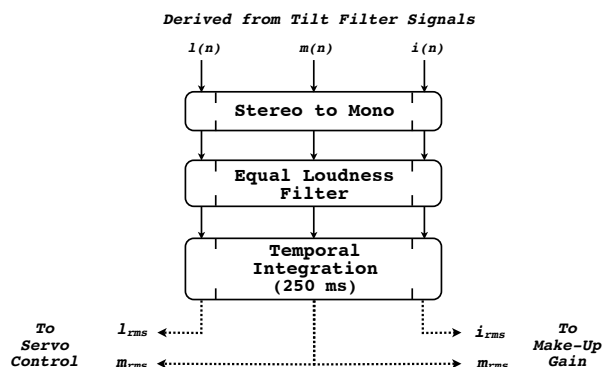 Derived from Tilt Filter Signals
l(n) m(n) i(n)
Stereo to Mono
Equal Loudness
Filter
Temporal
Integration
(250 ms)
To
Servo
Control
lrms
mrms
irms
mrms
To
Make-Up
Gain